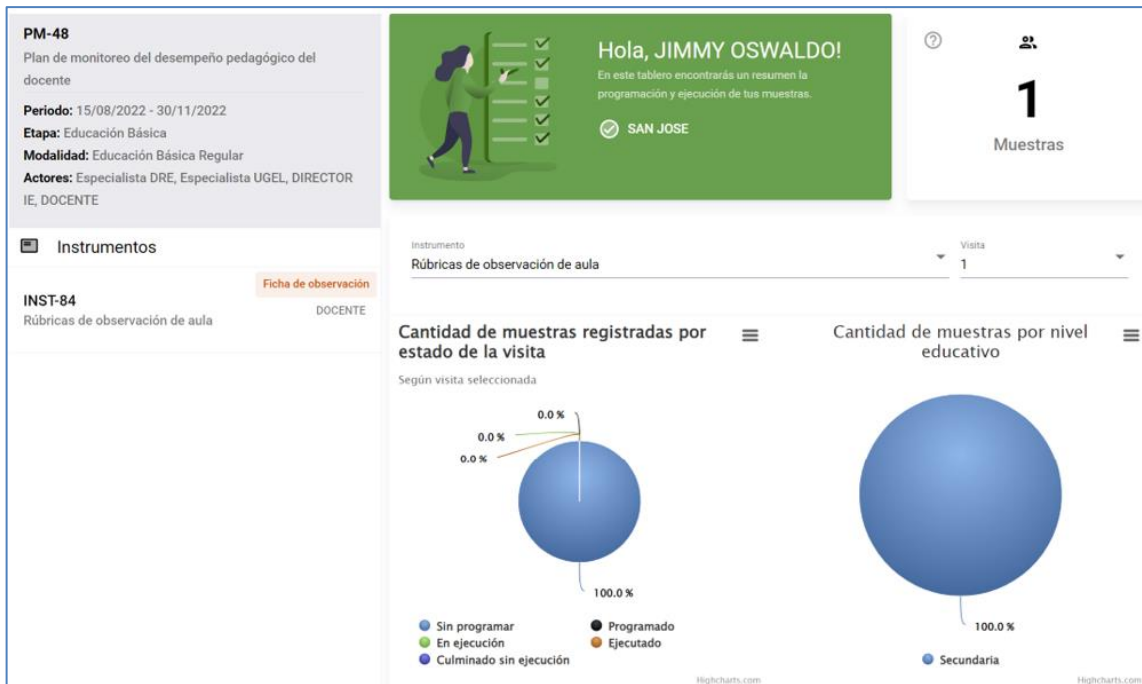 PM-48
Plan de monitoreo del desempeño pedagógico del
docente
Periodo: 15/08/2022 - 30/11/2022
Etapa: Educación Básica
Modalidad: Educación Básica Regular
Actores: Especialista DRE, Especialista UGEL, DIRECTOR
IE, DOCENTE
Instrumentos
Ficha de observación
INST-84
DOCENTE
Rúbricas de observación de aula
Hola, JIMMY OSWALDO!
En este tablero encontrarás un resumen la
programación y ejecución de tus muestras.
SAN JOSE
1
Muestras
Instrumento
Rúbricas de observación de aula
Visita
1
Cantidad de muestras registradas por
estado de la visita
Según visita seleccionada
0.0 %
0.0 %
0.0 %
100.0 %
Sin programar
Programado
En ejecución
Ejecutado
Culminado sin ejecución
Highcharts.com
Cantidad de muestras por nivel
educativo
100.0 %
Secundaria
Highcharts.com